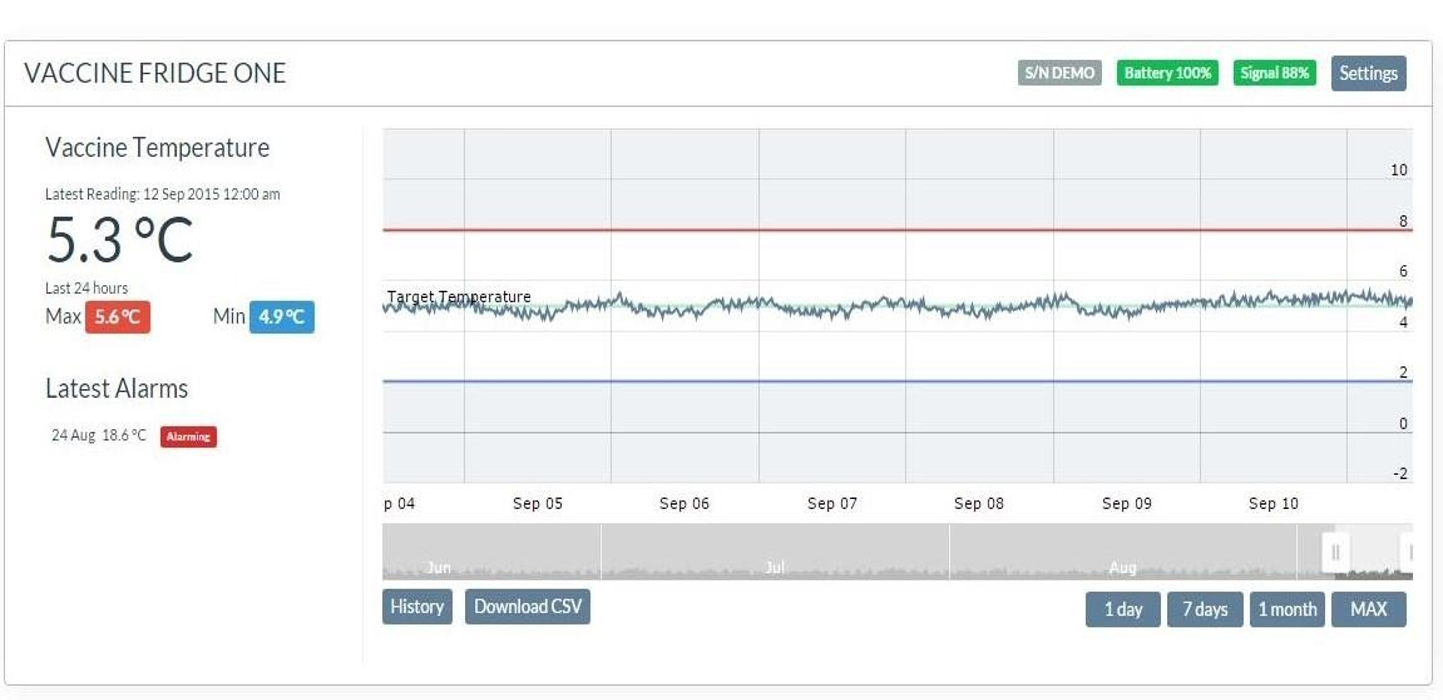 VACCINE FRIDGE ONE
S/N DEMO Battery 100% Signal 88% Settings
Vaccine Temperature
Latest Reading: 12 Sep 2015 12:00 am
5.3 °C
Last 24 hours
Max 5.6 °C Min 4.9 °C
Latest Alarms
24 Aug 18.6 °C Alarming
10
8
6
Target Temperature
4
2
0
-2
p 04 Sep 05 Sep 06 Sep 07 Sep 08 Sep 09 Sep 10
Jun Jul Aug
History Download CSV 1 day 7 days 1 month MAX